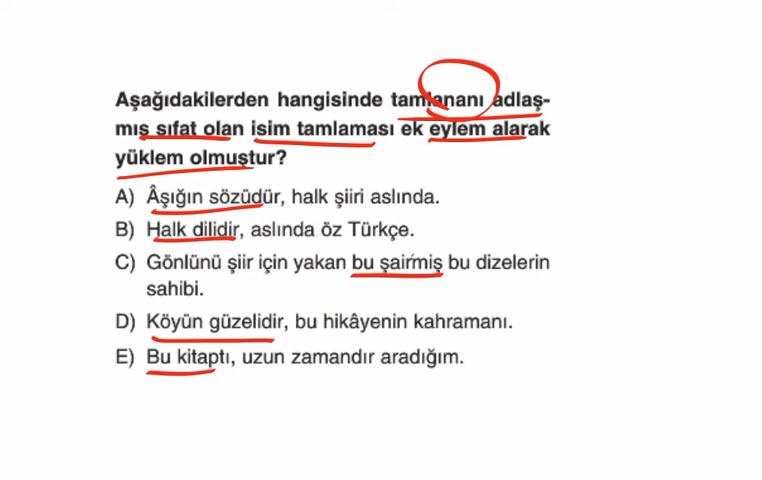 Aşağıdakilerden hangisinde tamlananı adlaş-
mış sıfat olan isim tamlaması ek eylem alarak
yüklem olmuştur?
A) Âşığın sözüdür, halk şiiri aslında.
B) Halk dilidir, aslında öz Türkçe.
C) Gönlünü şiir için yakan bu şairmiş bu dizelerin
sahibi.
D) Köyün güzelidir, bu hikâyenin kahramanı.
E) Bu kitaptı, uzun zamandır aradığım.